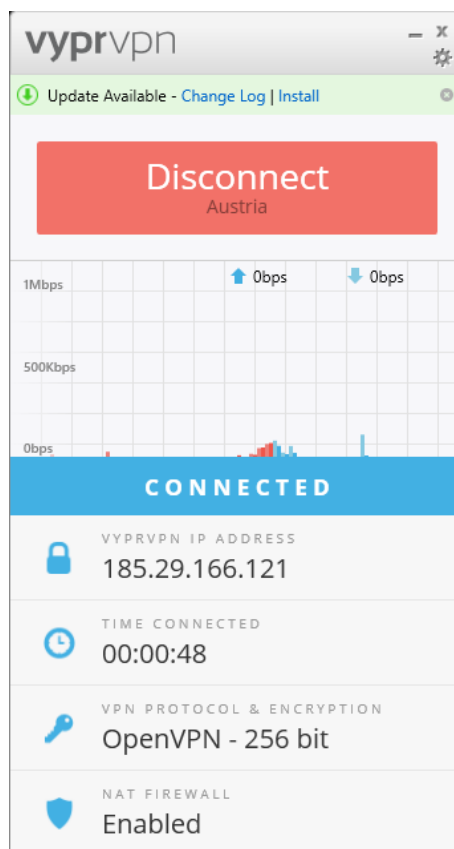 vyprvpn
Update Available - Change Log | Install
Disconnect
Austria
0bps 0bps
1Mbps
500Kbps
0bps
CONNECTED
VYPRVPN IP ADDRESS
185.29.166.121
TIME CONNECTED
00:00:48
VPN PROTOCOL & ENCRYPTION
OpenVPN - 256 bit
NAT FIREWALL
Enabled